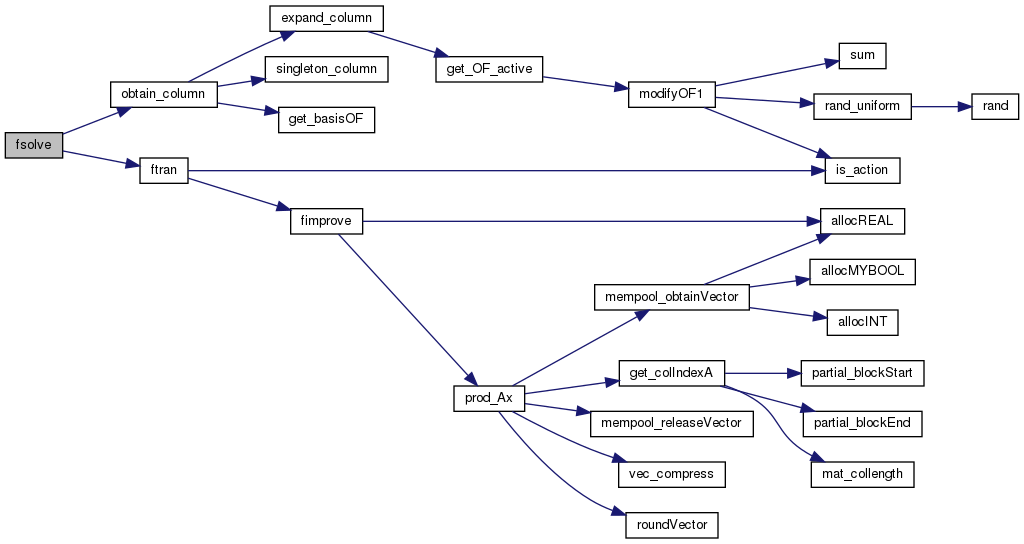 expand_column
singleton_column
get_OF_active
sum
obtain_column
modifyOF1
rand_uniform
rand
get_basisOF
fsolve
ftran
is_action
fimprove
allocREAL
allocMYBOOL
mempool_obtainVector
allocINT
get_colIndexA
partial_blockStart
prod_Ax
mempool_releaseVector
partial_blockEnd
vec_compress
mat_collength
roundVector